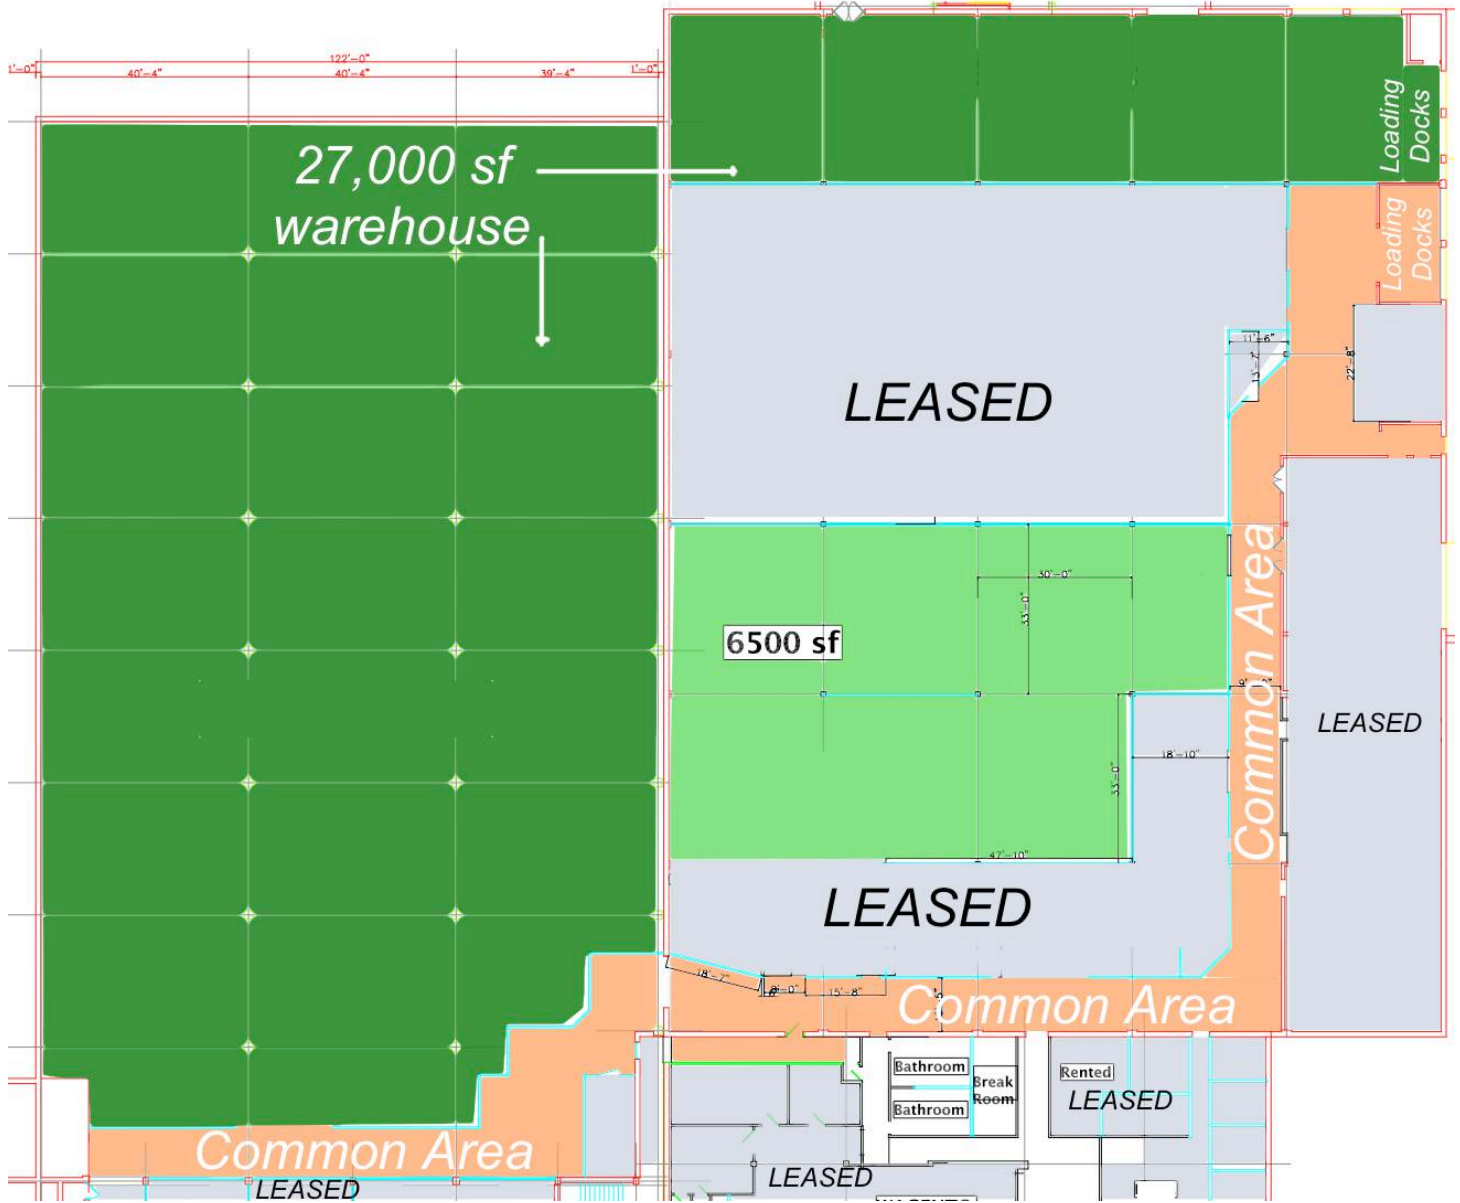 122'-0"
1'-0"
40'-4"
40'-4"
39'-4"
1'-0"
27,000 sf
warehouse
Loading
Docks
Loading
Docks
11'-6"
13'-7"
22'-8"
LEASED
30'-0"
33'-0"
6500 sf
Common Area
LEASED
18'-10"
33'-0"
47'-10"
LEASED
18'-7"
15'-8"
Common Area
Bathroom
Break
Room
Bathroom
Rented
LEASED
Common Area
LEASED
LEASED